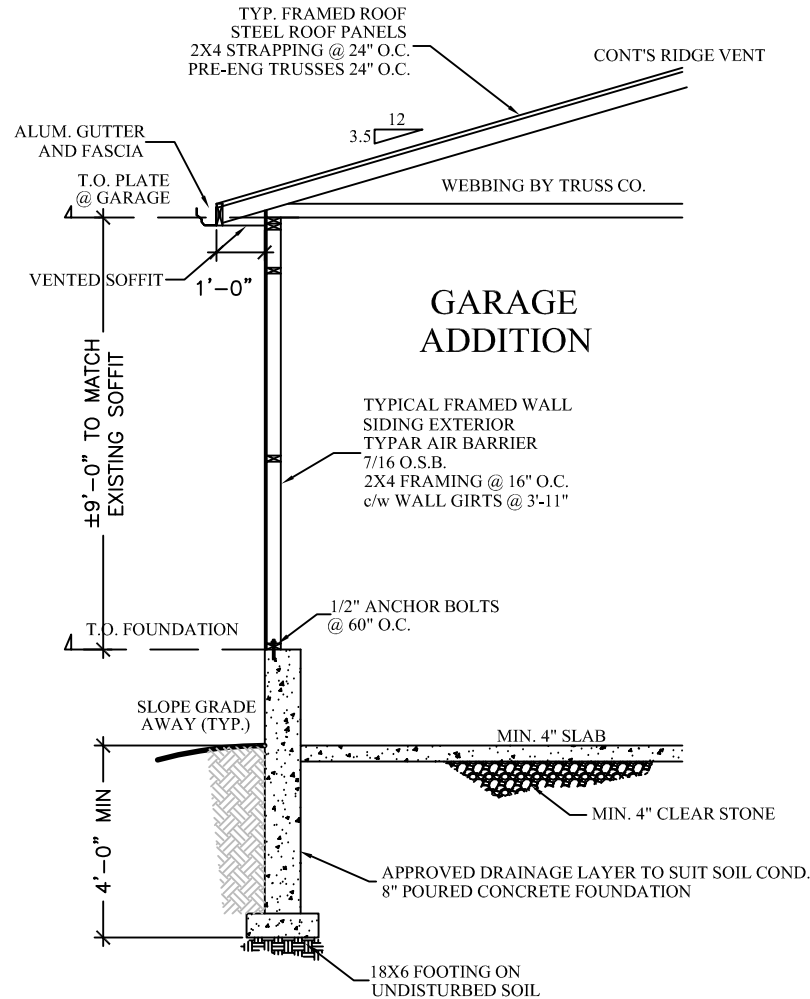 TYP. FRAMED ROOF
STEEL ROOF PANELS
2X4 STRAPPING @ 24" O.C.
PRE-ENG TRUSSES 24" O.C.
CONT'S RIDGE VENT
12
3.5
ALUM. GUTTER
AND FASCIA
T.O. PLATE
@ GARAGE
WEBBING BY TRUSS CO.
VENTED SOFFIT
1'-0"
GARAGE
ADDITION
±9'-0" TO MATCH
EXISTING SOFFIT
TYPICAL FRAMED WALL
SIDING EXTERIOR
TYPAR AIR BARRIER
7/16 O.S.B.
2X4 FRAMING @ 16" O.C.
c/w WALL GIRTS @ 3'-11"
1/2" ANCHOR BOLTS
@ 60" O.C.
T.O. FOUNDATION
SLOPE GRADE
AWAY (TYP.)
MIN. 4" SLAB
MIN. 4" CLEAR STONE
4'-0" MIN
APPROVED DRAINAGE LAYER TO SUIT SOIL COND.
8" POURED CONCRETE FOUNDATION
18X6 FOOTING ON
UNDISTURBED SOIL